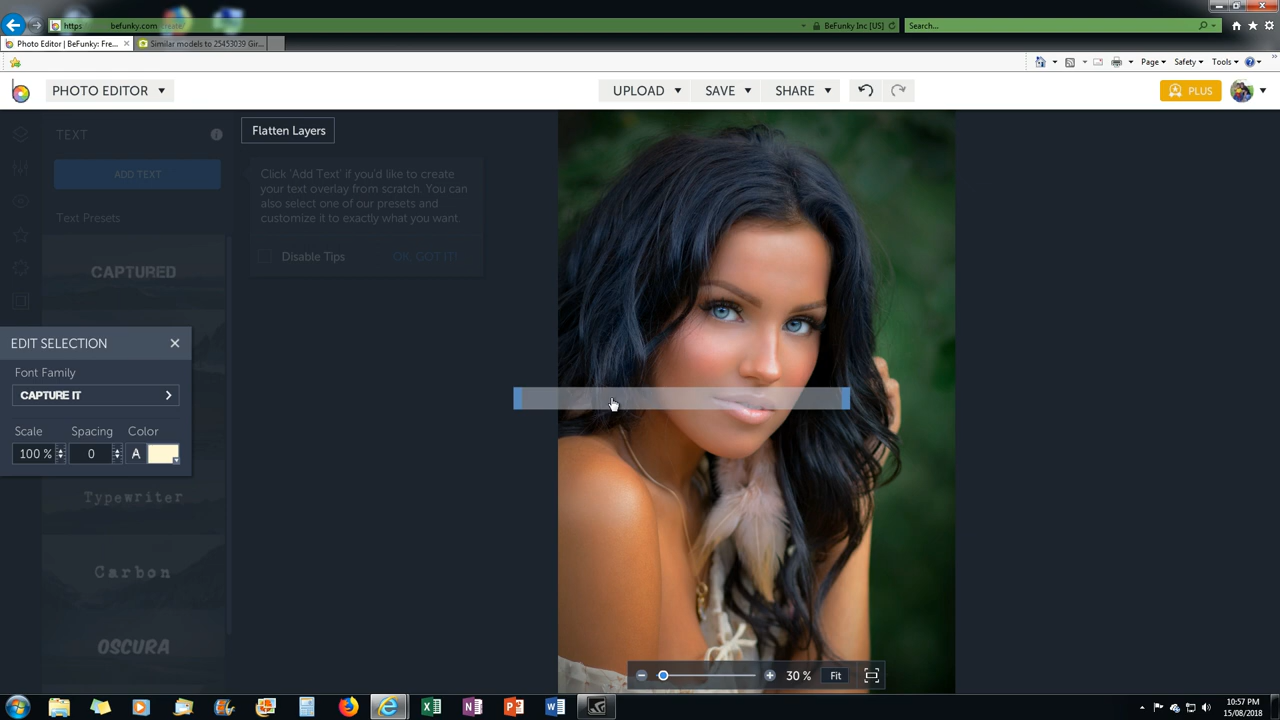 https befunky.com/create/
BeFunky Inc [US]
Search...
Photo Editor | BeFunky: Fre...
Similar models to 25453039 Gir...
Page
Safety
Tools
PHOTO EDITOR
UPLOAD
SAVE
SHARE
PLUS
TEXT
Flatten Layers
ADD TEXT
Click 'Add Text' if you'd like to create
your text overlay from scratch. You can
also select one of our presets and
customize it to exactly what you want
Text Presets
Disable Tips
OK, GOT IT!
CAPTURED
EDIT SELECTION
Font Family
CAPTURE IT
Scale
Spacing
Color
100 %
0
A
Typewriter
Carbon
OSCURA
30 %
Fit
10:57 PM
15/08/2018